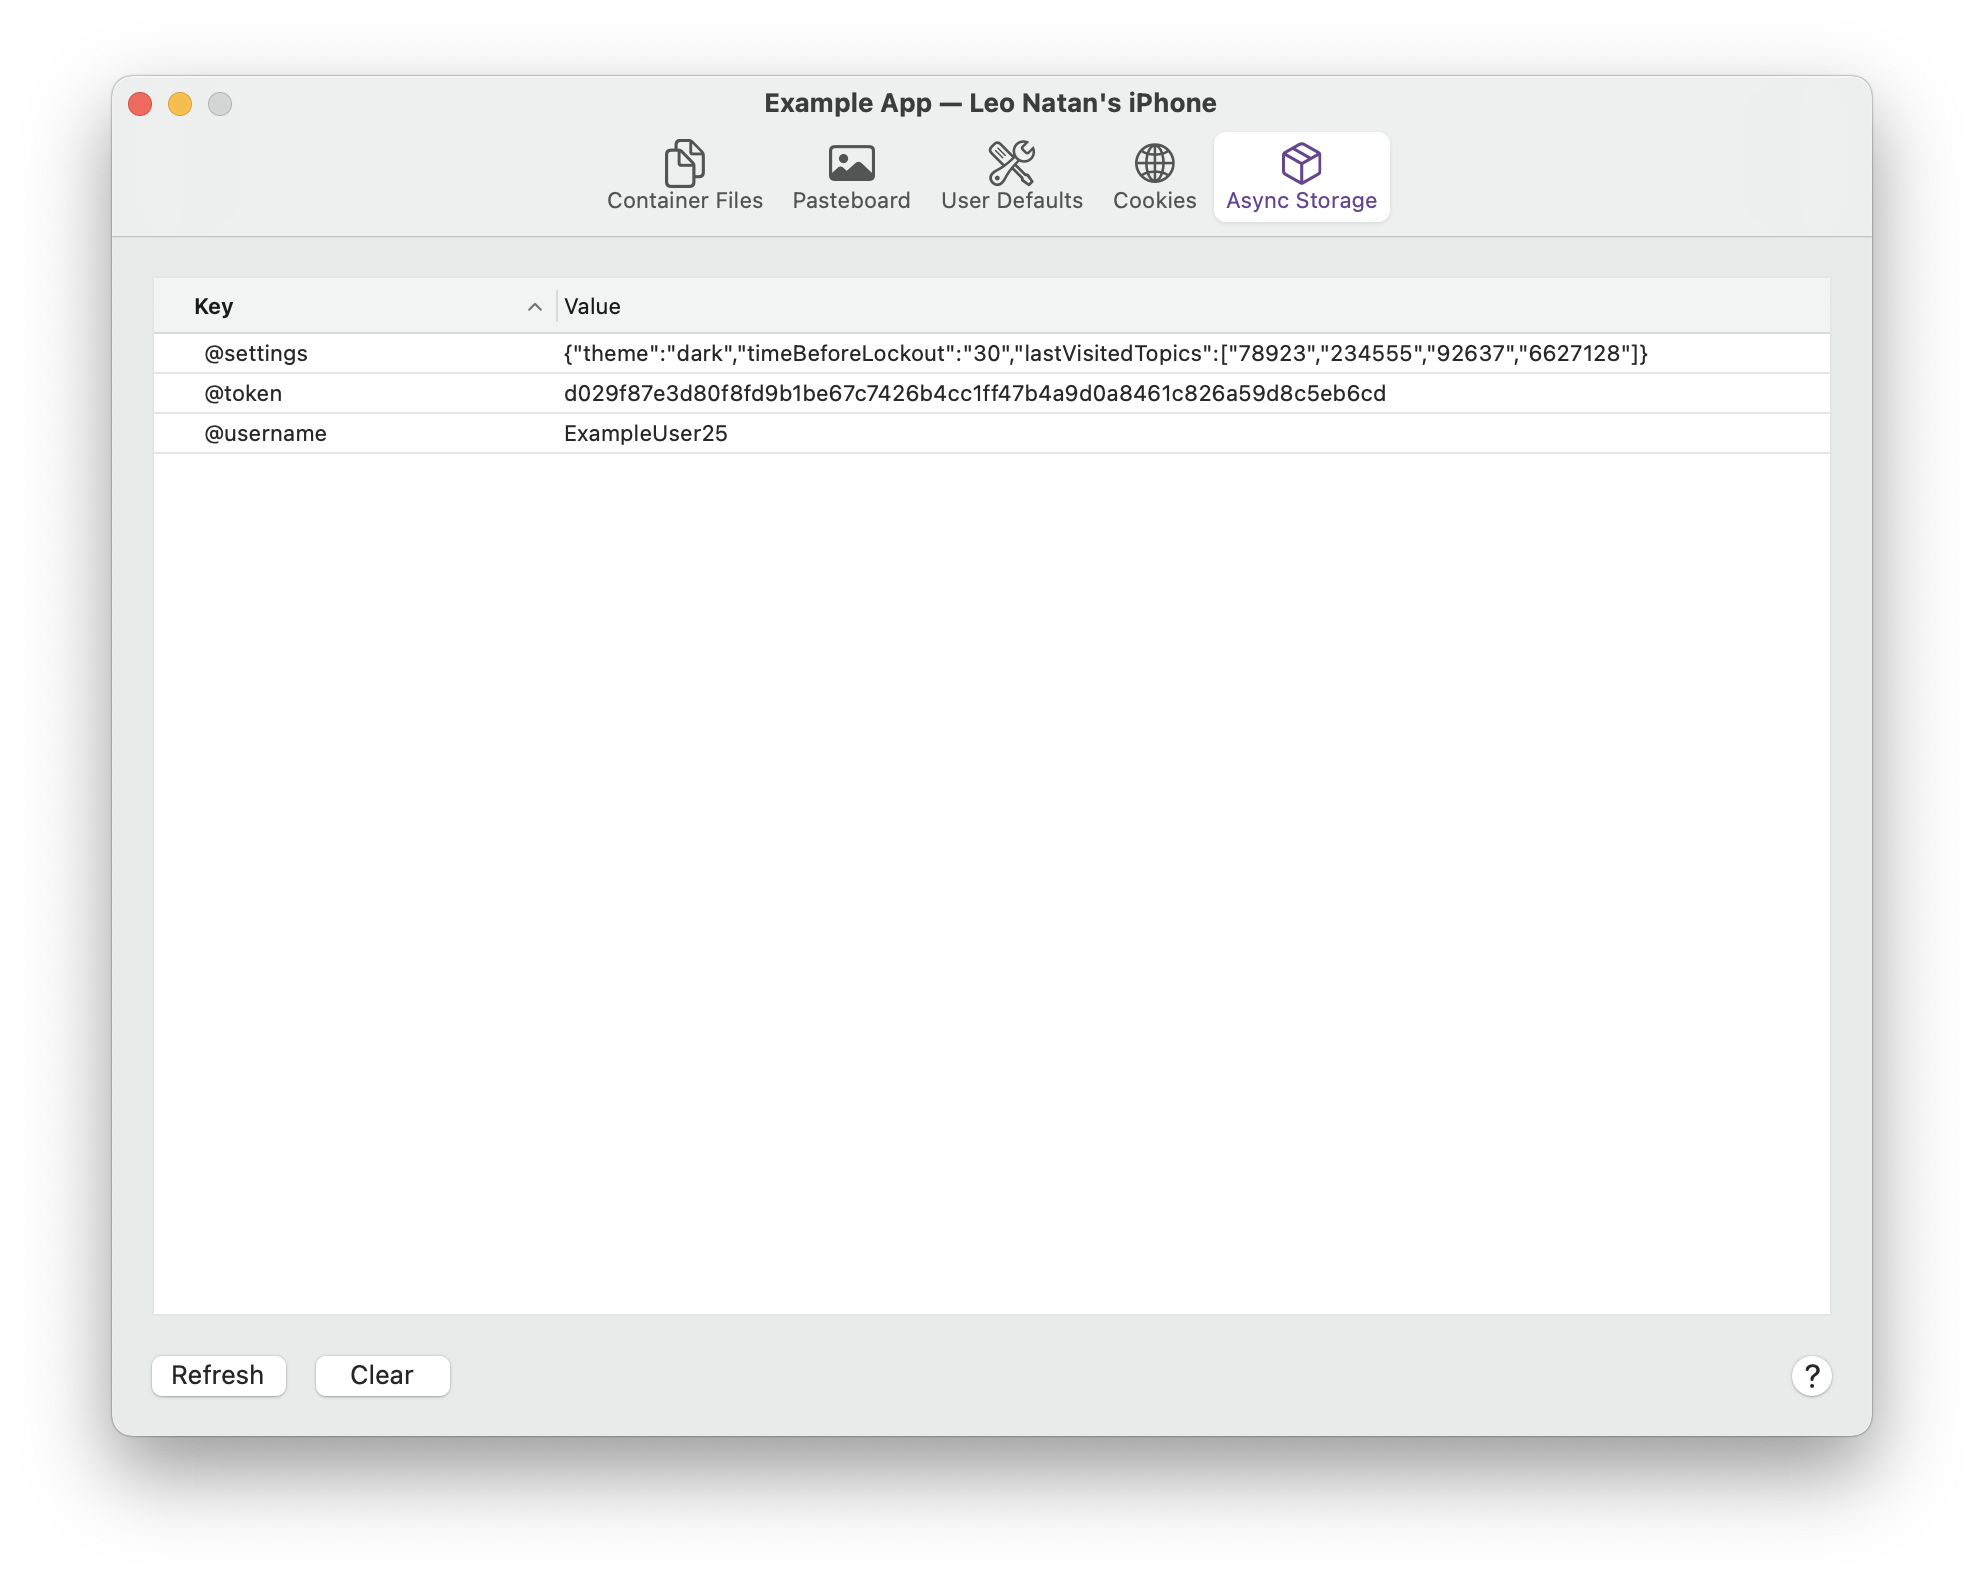 Example App — Leo Natan's iPhone
Container Files Pasteboard User Defaults Cookies Async Storage
Key Value
@settings {"theme":"dark","timeBeforeLockout":"30","lastVisitedTopics":["78923","234555","92637","6627128"]}
@token d029f87e3d80f8fd9b1be67c7426b4cc1ff47b4a9d0a8461c826a59d8c5eb6cd
@username ExampleUser25
Refresh Clear ?